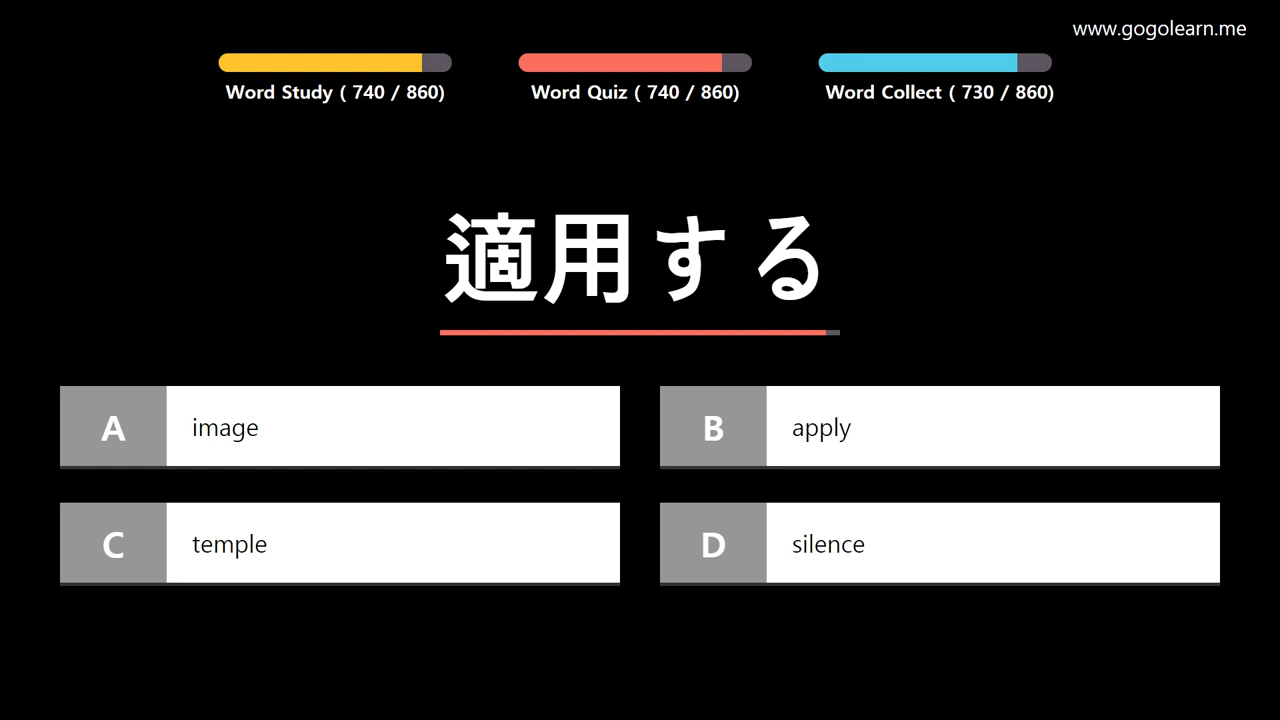 www.gogolearn.me
Word Study ( 740 / 860)
Word Quiz ( 740 / 860)
Word Collect ( 730 / 860)
適用する
A image
B apply
C temple
D silence